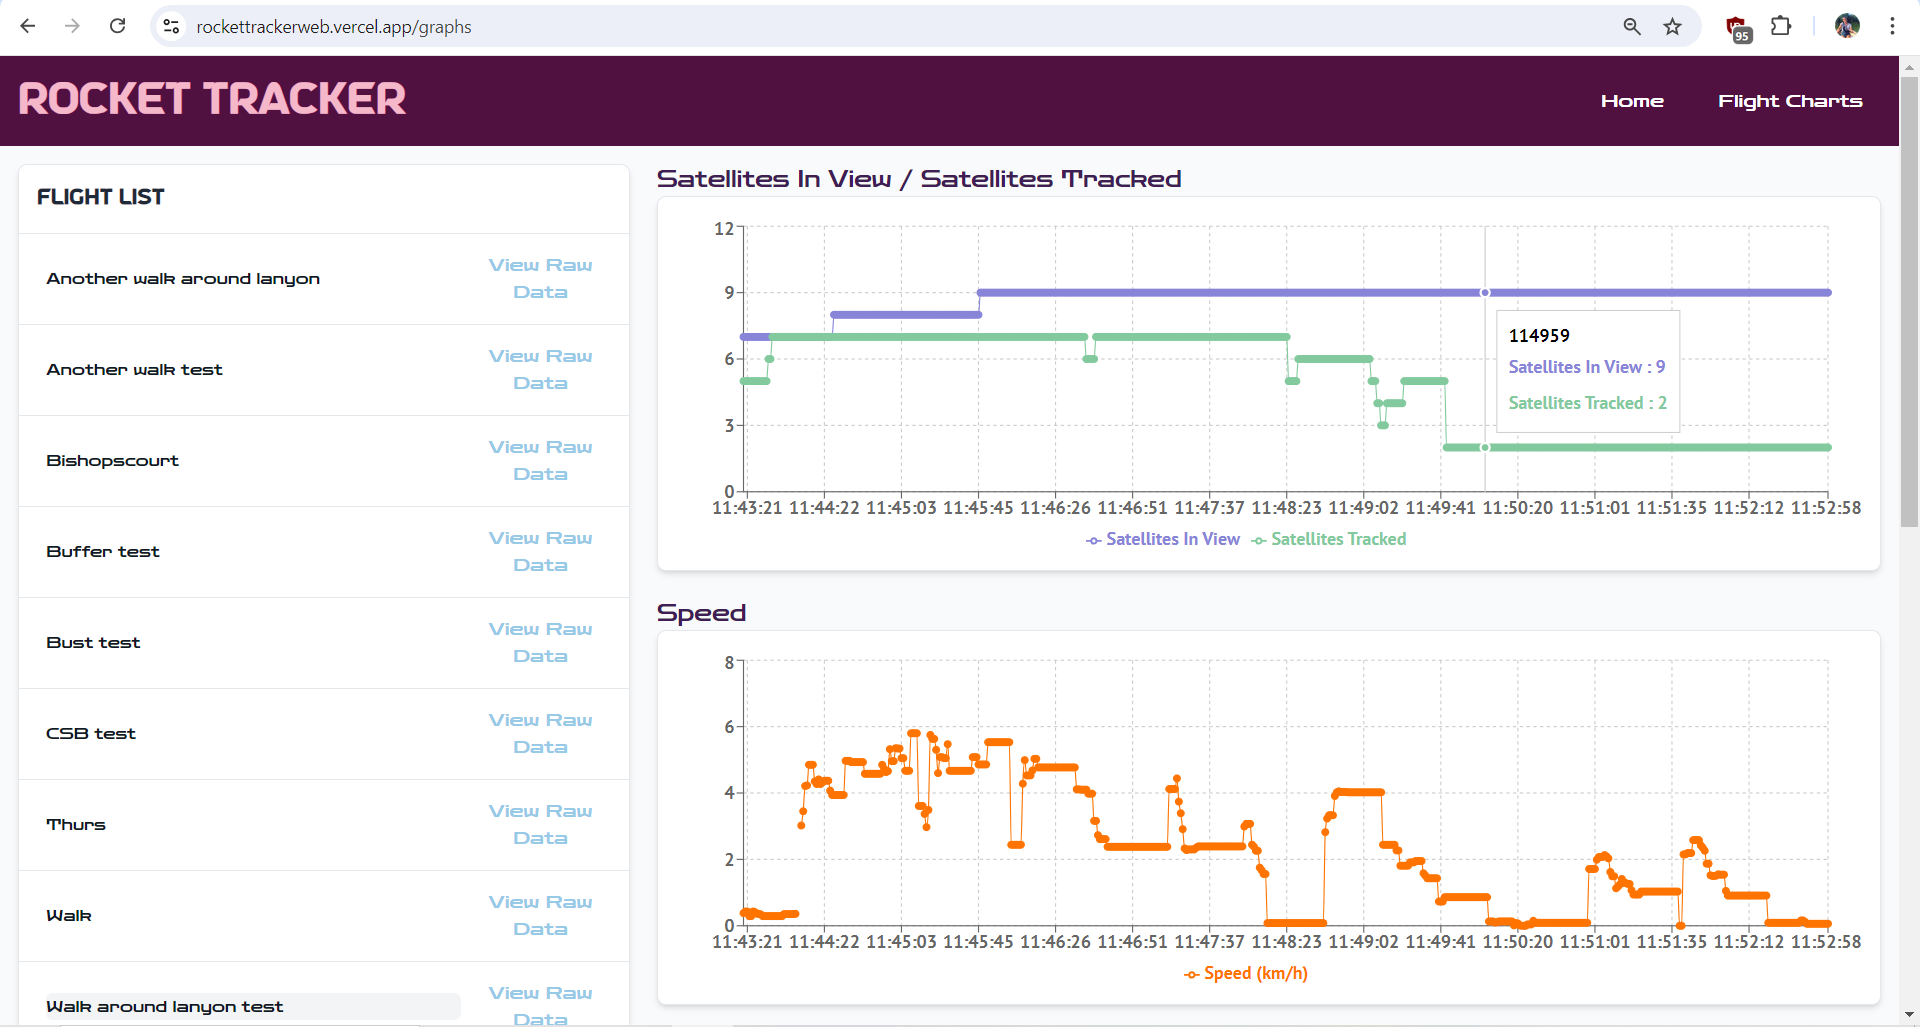 rockettrackerweb.vercel.app/graphs
95
ROCKET TRACKER
Home
Flight Charts
FLIGHT LIST
Another walk around lanyon
View Raw
Data
Another walk test
View Raw
Data
Bishopscourt
View Raw
Data
Buffer test
View Raw
Data
Bust test
View Raw
Data
CSB test
View Raw
Data
Thurs
View Raw
Data
Walk
View Raw
Data
Walk around lanyon test
View Raw
Data
Satellites In View / Satellites Tracked
12
9
6
3
0
11:43:21 11:44:22 11:45:03 11:45:45 11:46:26 11:46:51 11:47:37 11:48:23 11:49:02 11:49:41 11:50:20 11:51:01 11:51:35 11:52:12 11:52:58
114959
Satellites In View : 9
Satellites Tracked : 2
Satellites In View Satellites Tracked
Speed
8
6
4
2
0
11:43:21 11:44:22 11:45:03 11:45:45 11:46:26 11:46:51 11:47:37 11:48:23 11:49:02 11:49:41 11:50:20 11:51:01 11:51:35 11:52:12 11:52:58
Speed (km/h)